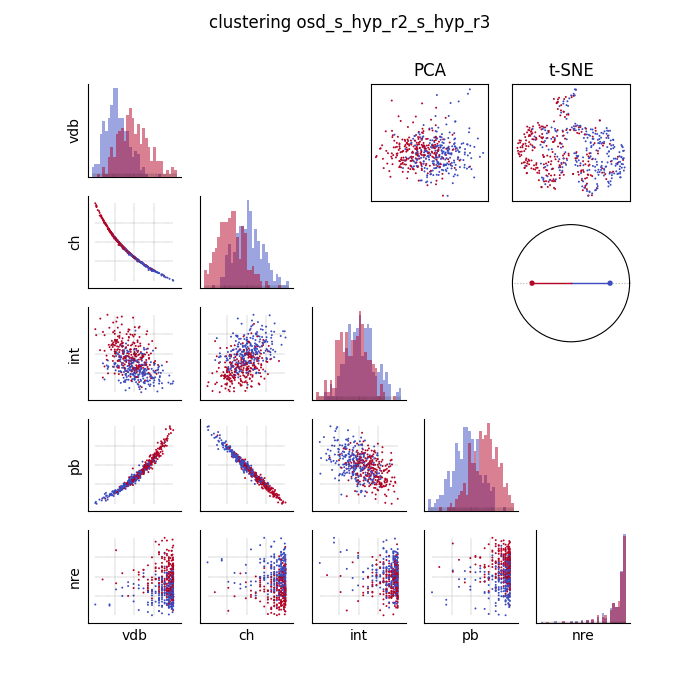 clustering osd_s_hyp_r2_s_hyp_r3
PCA
t-SNE
vdb
ch
int
pb
nre
vdb
ch
int
pb
nre